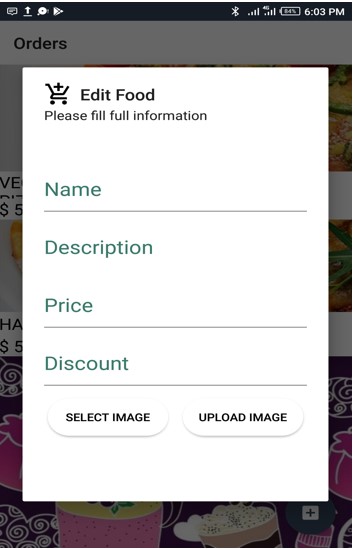 84% 6:03 PM
Orders
Edit Food
Please fill full information
Name
Description
Price
Discount
SELECT IMAGE
UPLOAD IMAGE
VE
$ 5
HA
$ 5